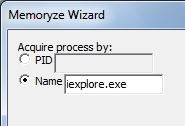 Memoryze Wizard
Acquire process by:
PID
Name iexplore.exe